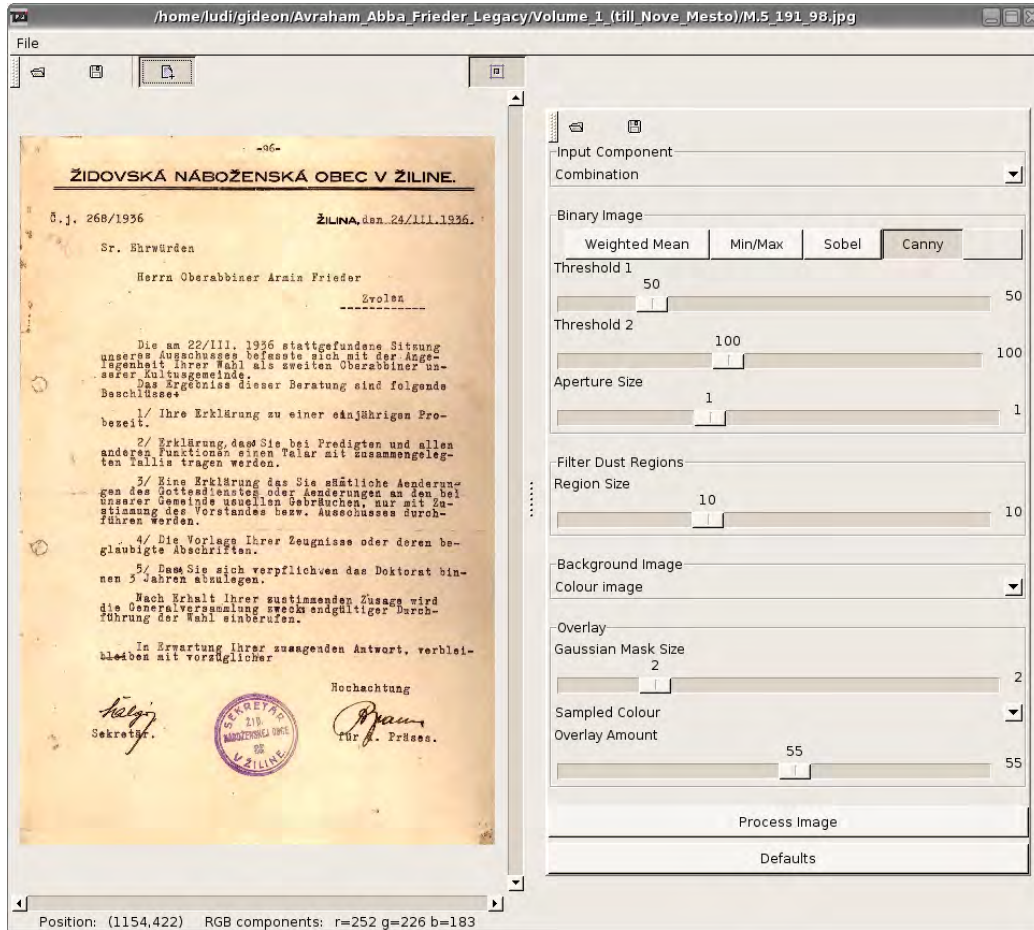 /home/ludi/gideon/Avraham_Abba_Frieder_Legacy/Volume_1_(till_Nove_Mesto)/M.5_191_98.jpg
File
-96-
ŽIDOVSKÁ NÁBOŽENSKÁ OBEC V ŽILINE.
Č.j. 268/1936 ŽILINA, den 24/III.1936.
Sr. Ehrwürden
Herrn Oberabbiner Armin Frieder
Zvolen
Die am 22/III. 1936 stattgefundene Sitzung
unseres Ausschusses befasste sich mit der Ange-
legenheit Ihrer Wahl als zweiten Oberabbiner un-
serer Kultusgemeinde.
Das Ergebniss dieser Beratung sind folgende
Beschlüsse+
1/ Ihre Erklärung zu einer einjährigen Pro-
bezeit.
2/ Erklärung, dass Sie bei Predigten und allen
anderen Funktionen einen Talar mit zusammengeleg-
ten Tallis tragen werden.
3/ Eine Erklärung das Sie sämtliche Aenderun-
gen des Gottesdienstes oder Aenderungen an den bei
unserer Gemeinde usuellen Gebräuchen, nur mit Zu-
stimmung des Vorstandes bezw. Ausschusses durch-
führen werden.
4/ Die Vorlage Ihrer Zeugnisse oder deren be-
glaubigte Abschriften.
5/ Dass Sie sich verpflichten das Doktorat bin-
nen 3 Jahren abzulegen.
Nach Erhalt Ihrer zustimmenden Zusage wird
die Generalversammlung zwecks endgültiger Durch-
führung der Wahl einberufen.
In Erwartung Ihrer zusagenden Antwort, verblei-
bleiben mit vorzüglicher
Hochachtung
SEKRETÁR
ŽID.
NÁBOŽENSKEJ OBCE
V ŽILINE
Sekretär. für d. Präses.
Position: (1154,422) RGB components: r=252 g=226 b=183
Input Component
Combination
Binary Image
Weighted Mean Min/Max Sobel Canny
Threshold 1
50
50
Threshold 2
100
100
Aperture Size
1
1
Filter Dust Regions
Region Size
10
10
Background Image
Colour image
Overlay
Gaussian Mask Size
2
2
Sampled Colour
Overlay Amount
55
55
Process Image
Defaults